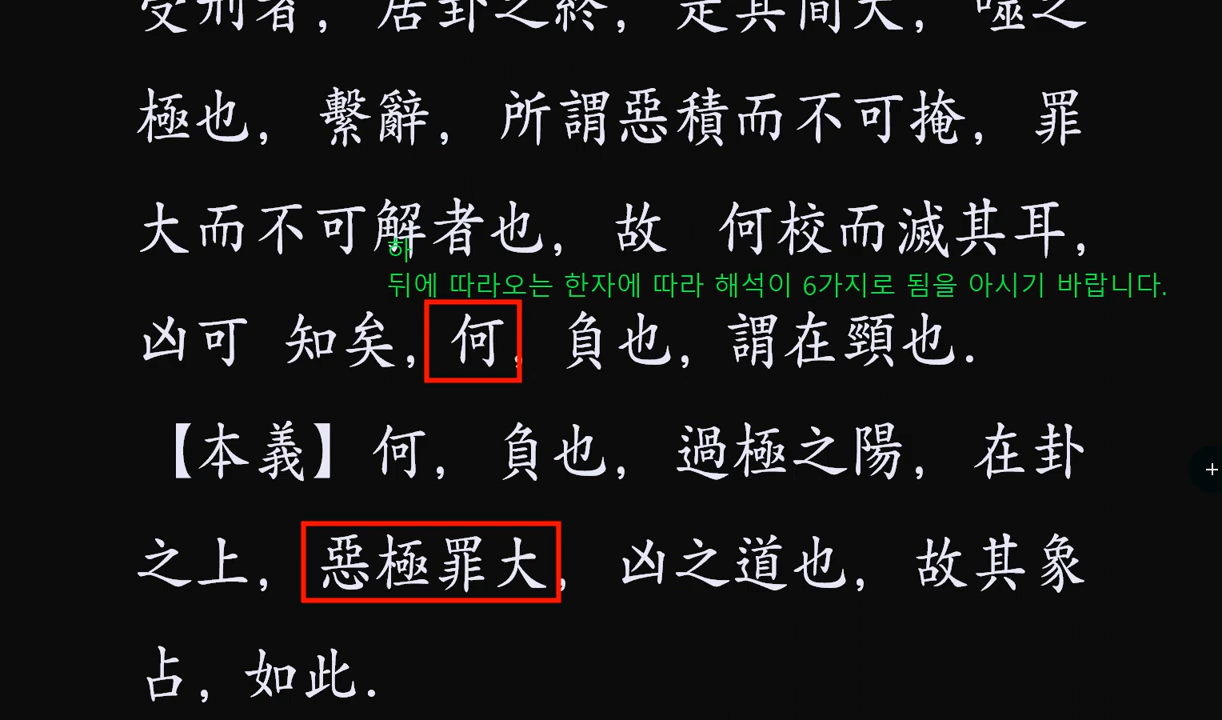 受刑者, 居卦之終, 是其間大, 噬之
極也, 繫辭, 所謂惡積而不可掩, 罪
大而不可解者也, 故 何校而滅其耳,
하
뒤에 따라오는 한자에 따라 해석이 6가지로 됨을 아시기 바랍니다.
凶可 知矣, 何, 負也, 謂在頸也.
【本義】何, 負也, 過極之陽, 在卦
之上, 惡極罪大, 凶之道也, 故其象
占, 如此.